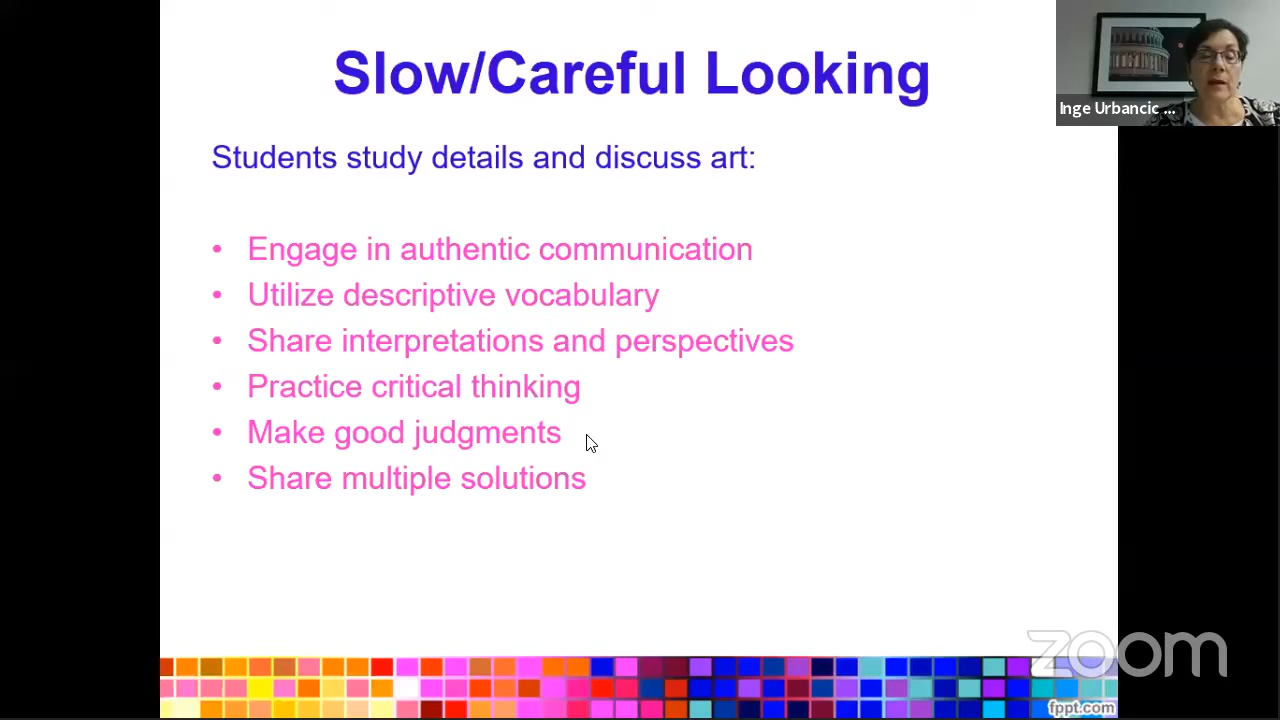 Slow/Careful Looking
Inge Urbancic ...
Students study details and discuss art:
• Engage in authentic communication
• Utilize descriptive vocabulary
• Share interpretations and perspectives
• Practice critical thinking
• Make good judgments
• Share multiple solutions
zoom
fppt.com